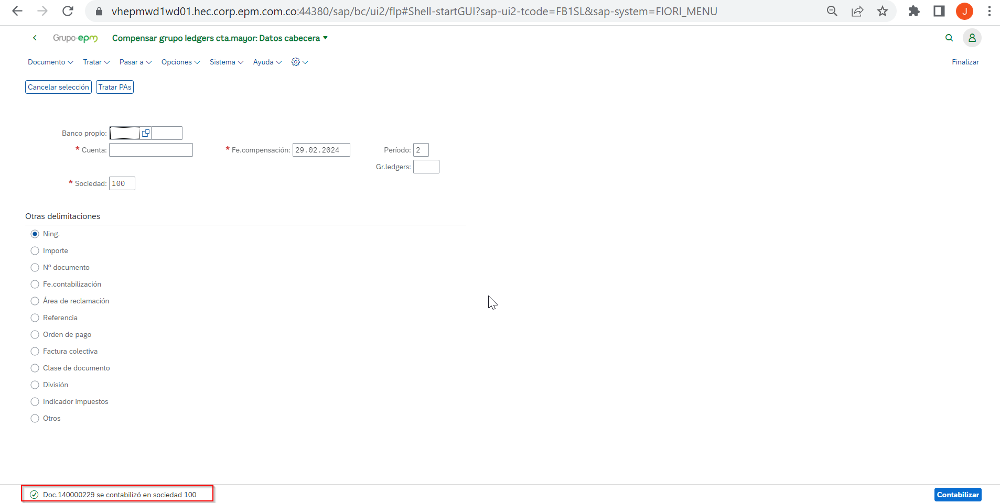 vhepmwd1wd01.hec.corp.epm.com.co:44380/sap/bc/ui2/flp#Shell-startGUI?sap-ui2-tcode=FB1SL&sap-system=FIORI_MENU
J
Grupo·epm
Compensar grupo ledgers cta.mayor: Datos cabecera
Documento Tratar Pasar a Opciones Sistema Ayuda Finalizar
Cancelar selección Tratar PAs
Banco propio:
* Cuenta: * Fe.compensación: 29.02.2024 Período: 2
Gr.ledgers:
* Sociedad: 100
Otras delimitaciones
Ning.
Importe
Nº documento
Fe.contabilización
Área de reclamación
Referencia
Orden de pago
Factura colectiva
Clase de documento
División
Indicador impuestos
Otros
Doc.140000229 se contabilizó en sociedad 100 Contabilizar